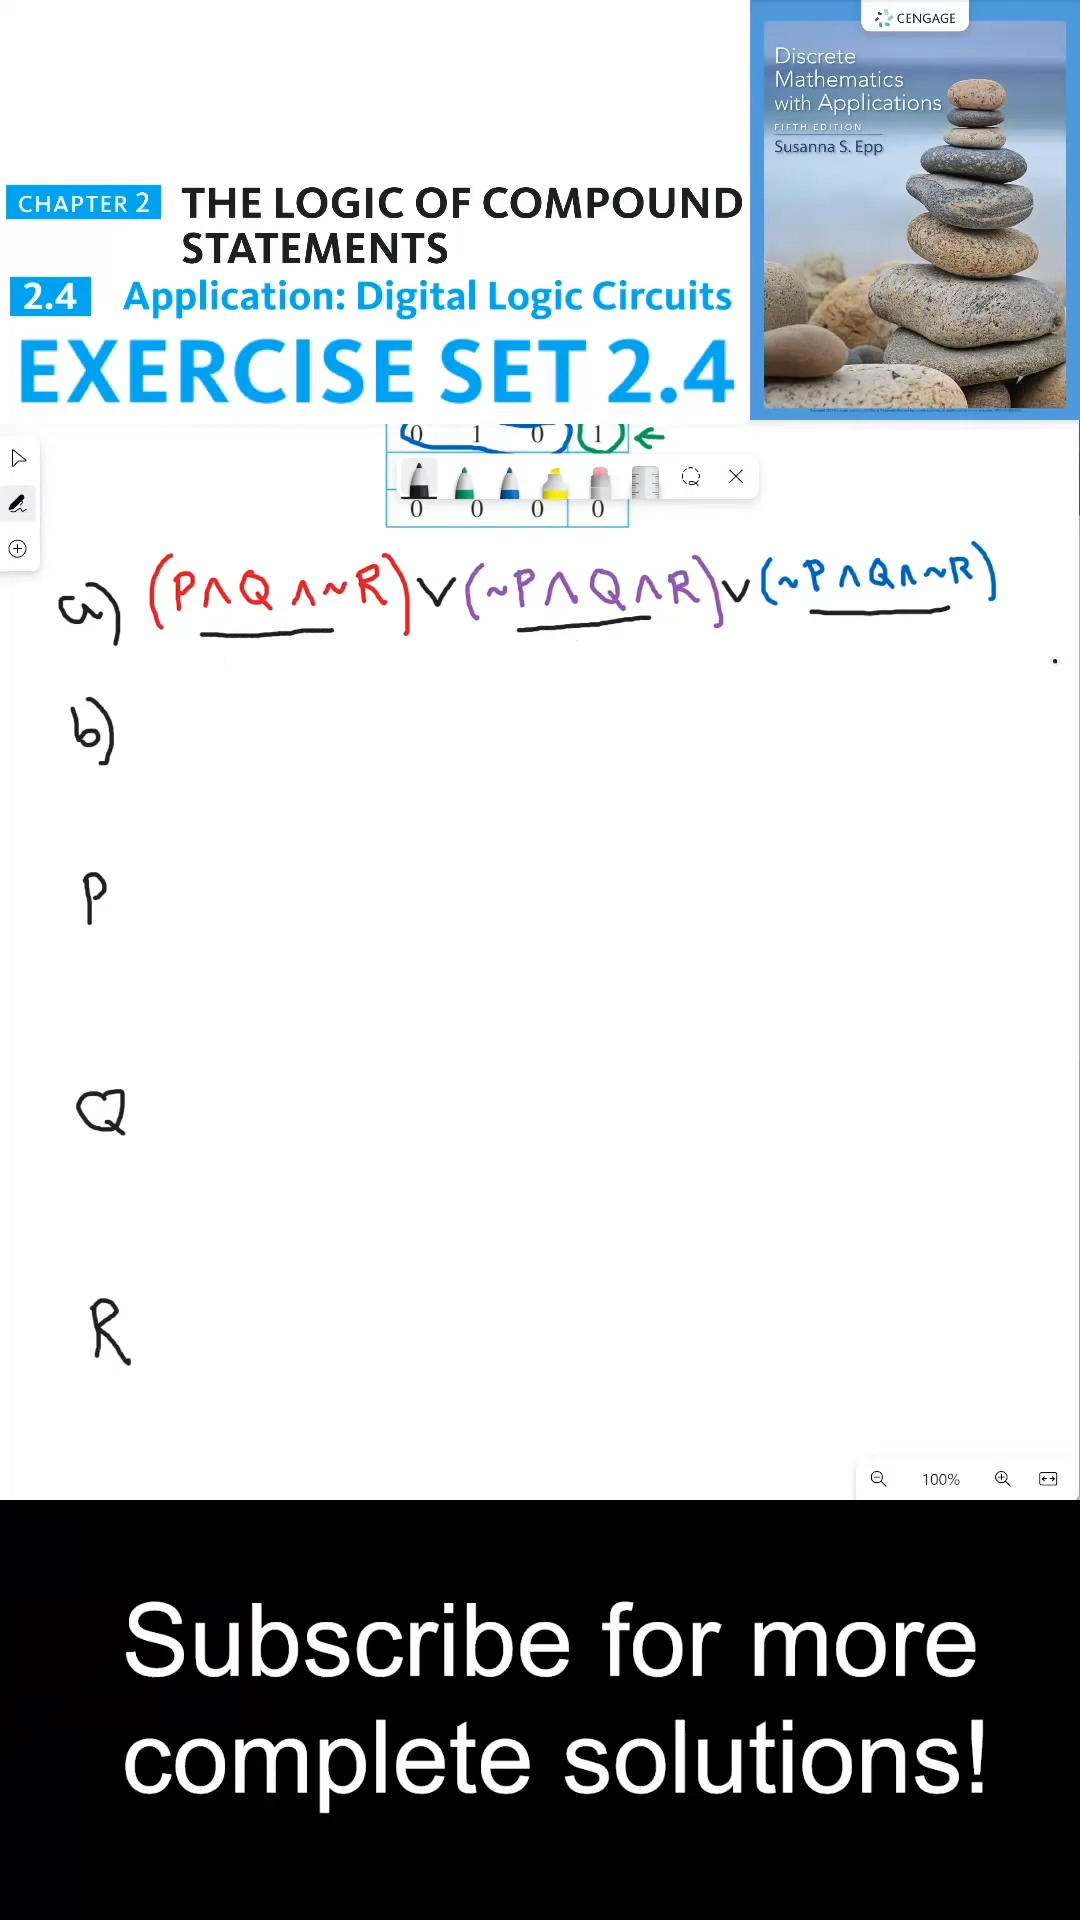 CENGAGE
Discrete
Mathematics
with Applications
FIFTH EDITION
Susanna S. Epp
CHAPTER 2 THE LOGIC OF COMPOUND
STATEMENTS
2.4 Application: Digital Logic Circuits
EXERCISE SET 2.4
0 1 0 1 ←
0 0 0 0
a) (P∧Q∧~R)∨(~P∧Q∧R)∨(~P∧Q∧~R)
b)
P
Q
R
100%
Subscribe for more
complete solutions!